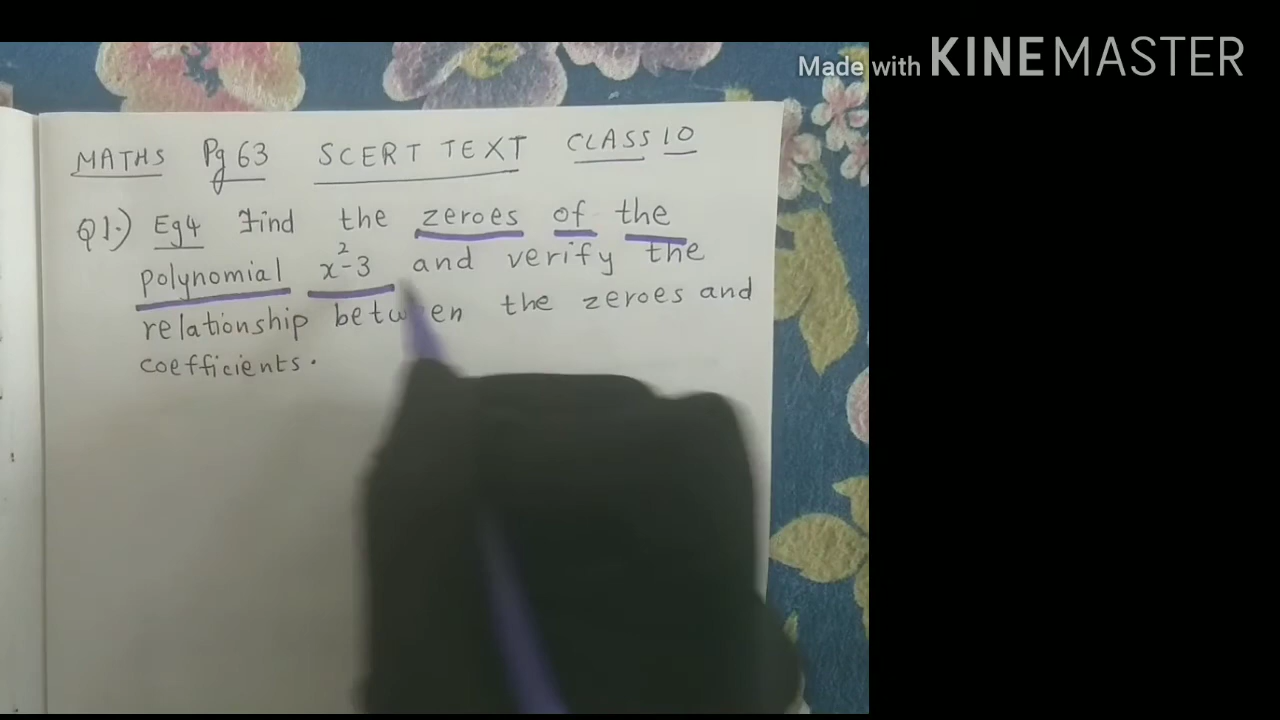 Made with KINEMASTER
MATHS Pg 63 SCERT TEXT CLASS 10
Q1.) Eg4 Find the zeroes of the
polynomial x²-3 and verify the
relationship between the zeroes and
coefficients.